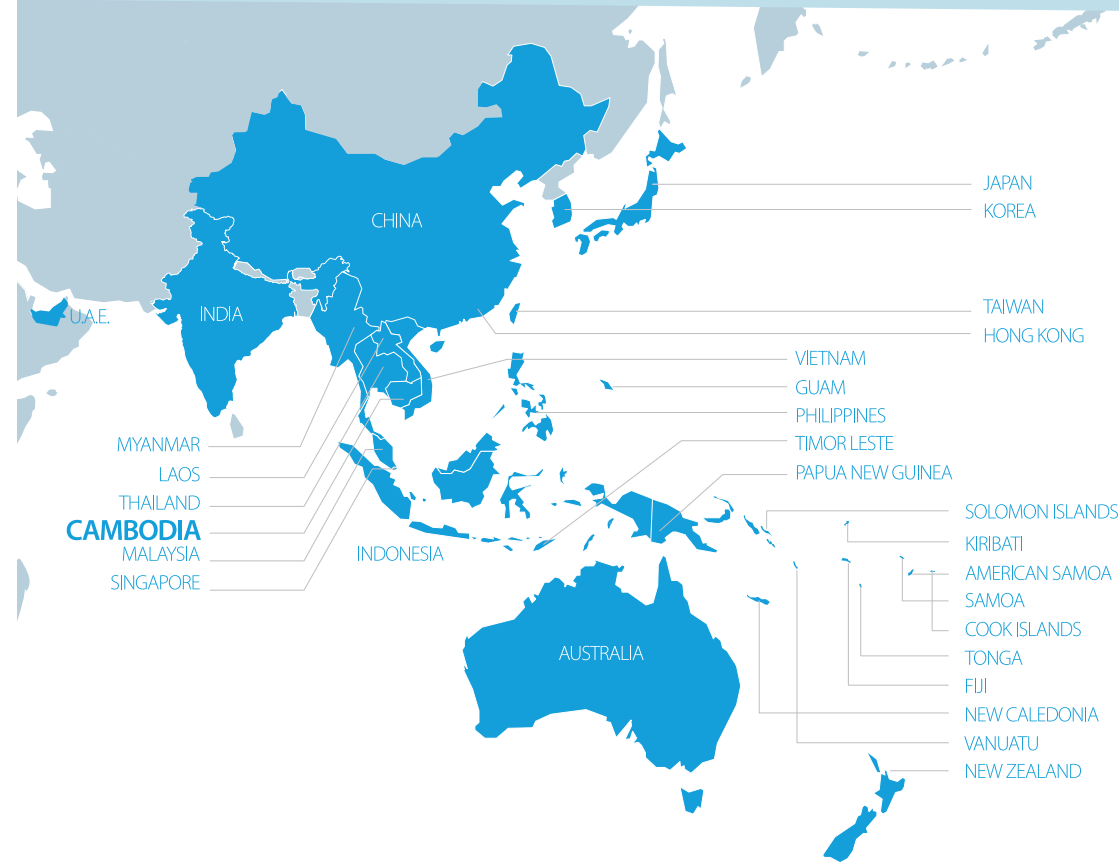 JAPAN
CHINA
KOREA
TAIWAN
INDIA
U.A.E.
HONG KONG
VIETNAM
GUAM
PHILIPPINES
MYANMAR
TIMOR LESTE
LAOS
PAPUA NEW GUINEA
THAILAND
SOLOMON ISLANDS
CAMBODIA
KIRIBATI
MALAYSIA
INDONESIA
AMERICAN SAMOA
SINGAPORE
SAMOA
COOK ISLANDS
AUSTRALIA
TONGA
FIJI
NEW CALEDONIA
VANUATU
NEW ZEALAND